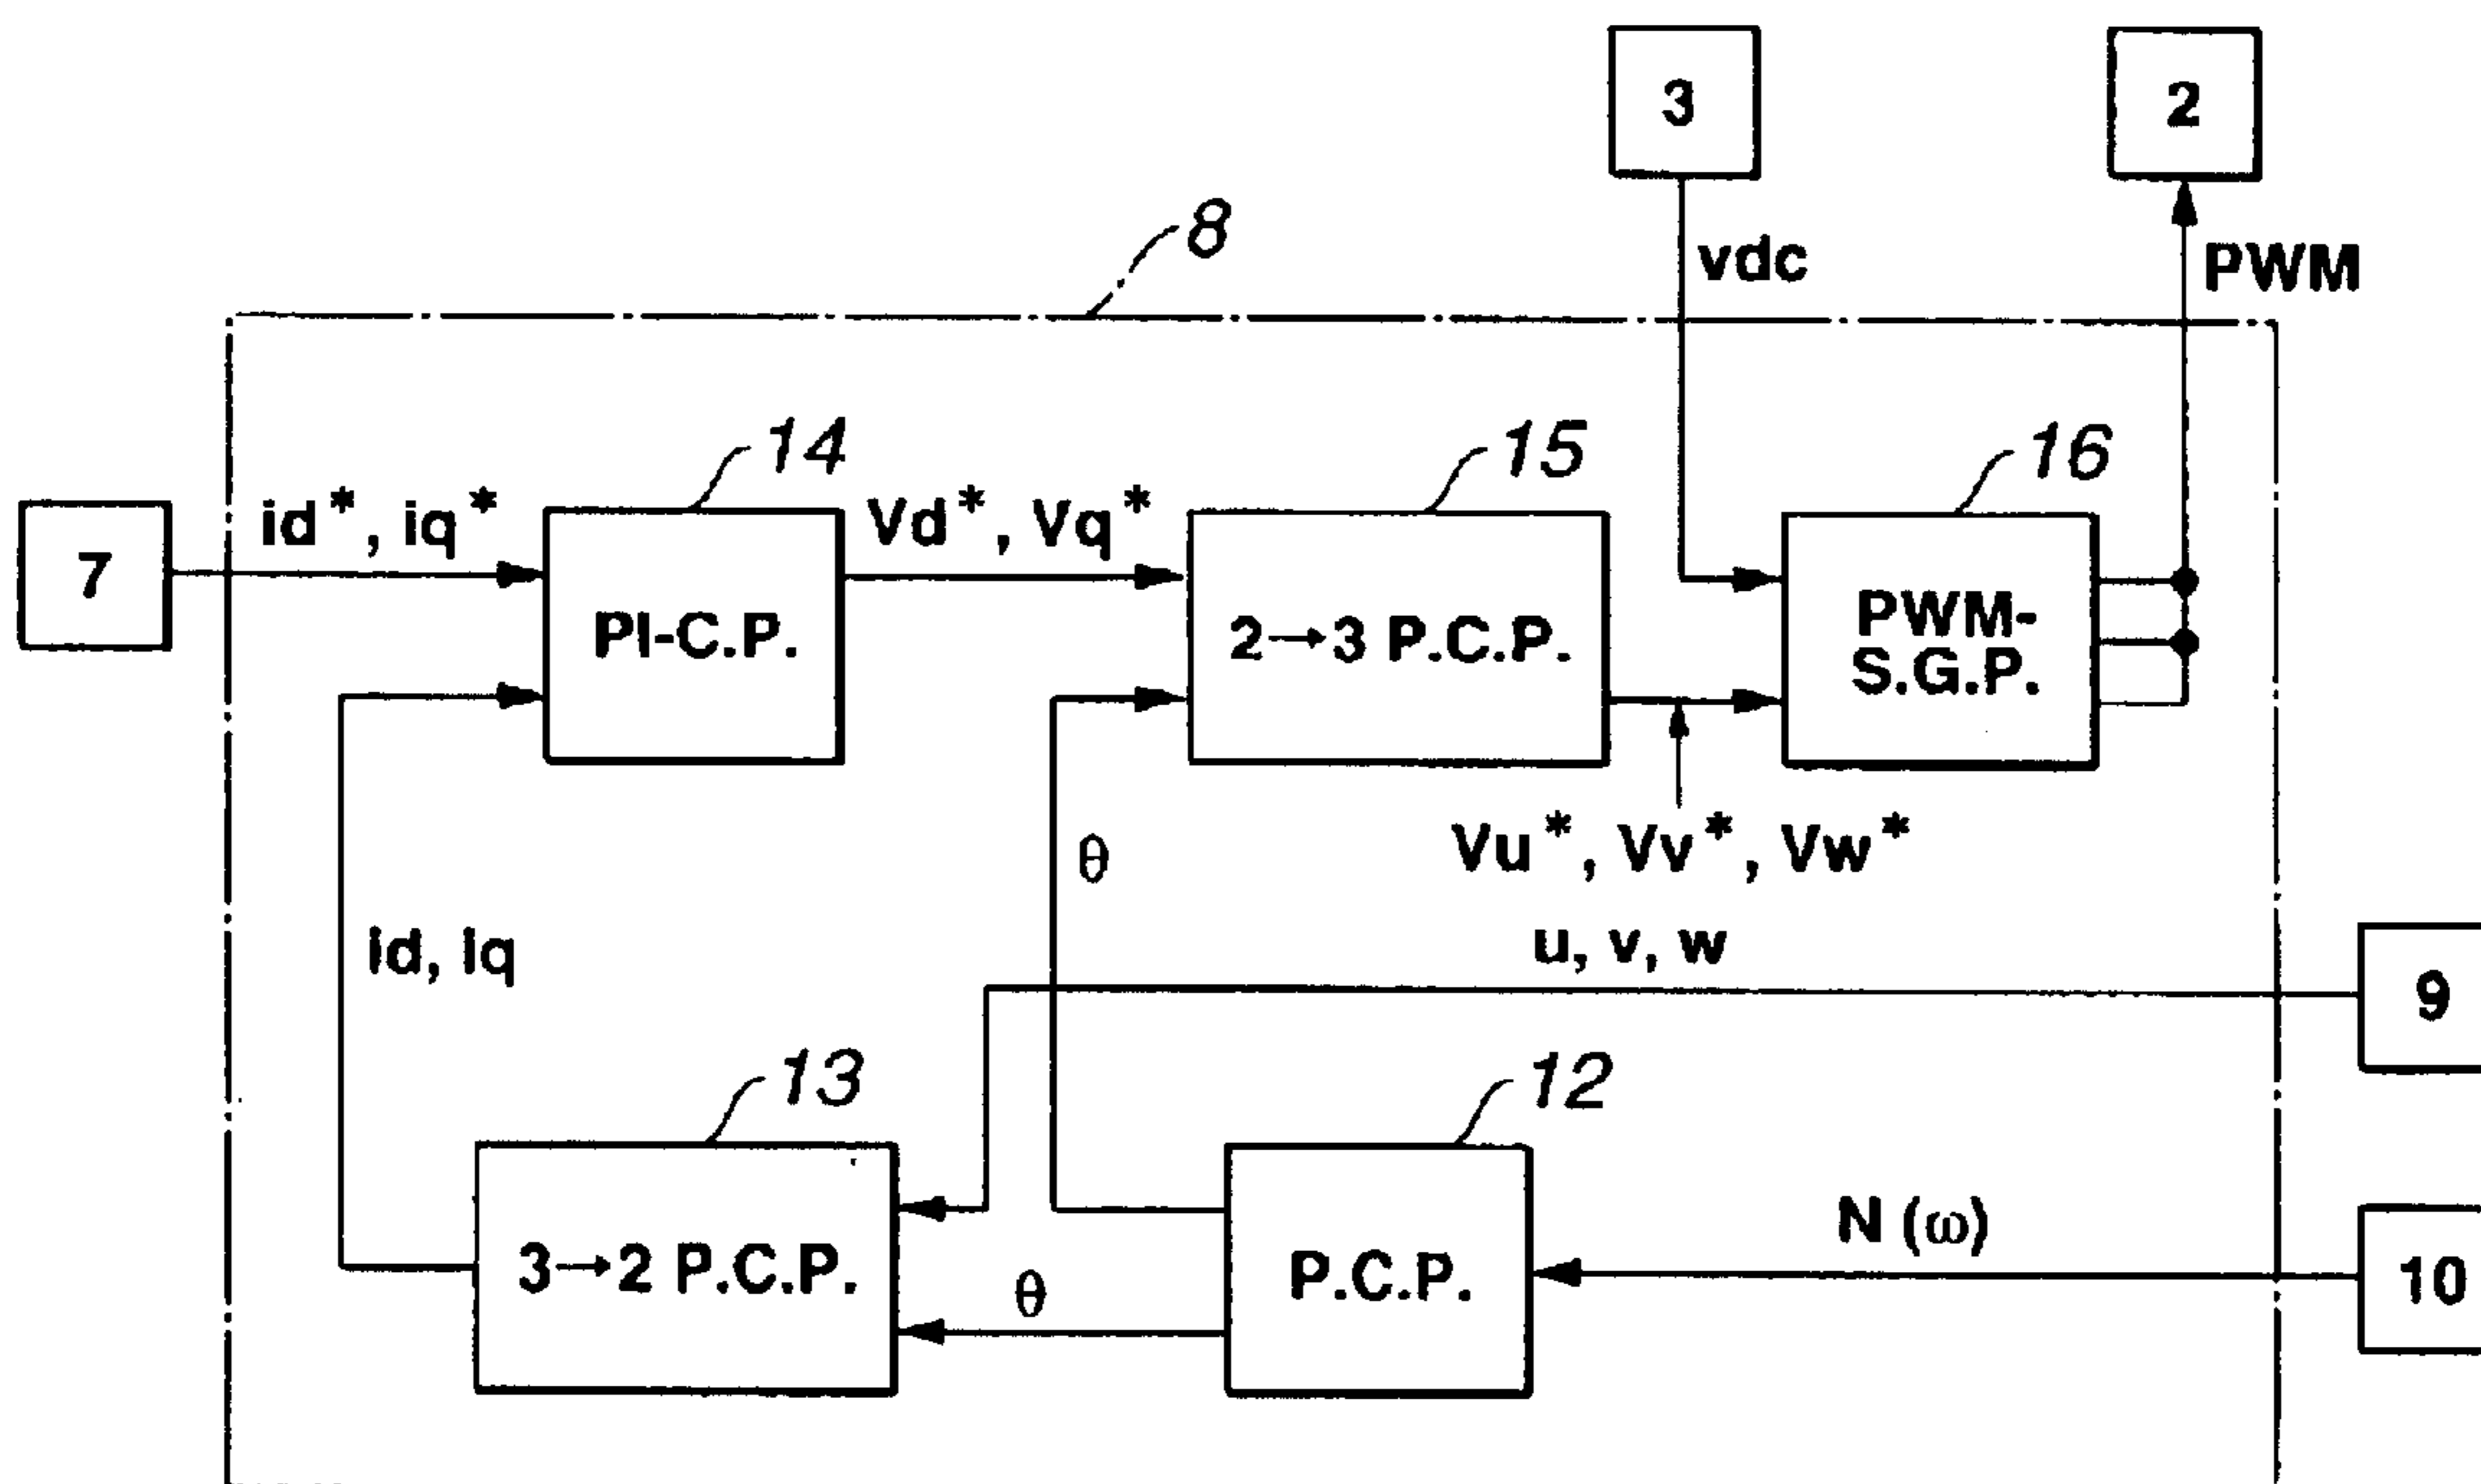 3
2
8
vdc
PWM
14
15
16
7
id*, iq*
PI-C.P.
Vd*, Vq*
2→3 P.C.P.
PWM-
S.G.P.
Vu*, Vv*, Vw*
θ
id, iq
u, v, w
9
13
12
3→2 P.C.P.
θ
P.C.P.
N (ω)
10